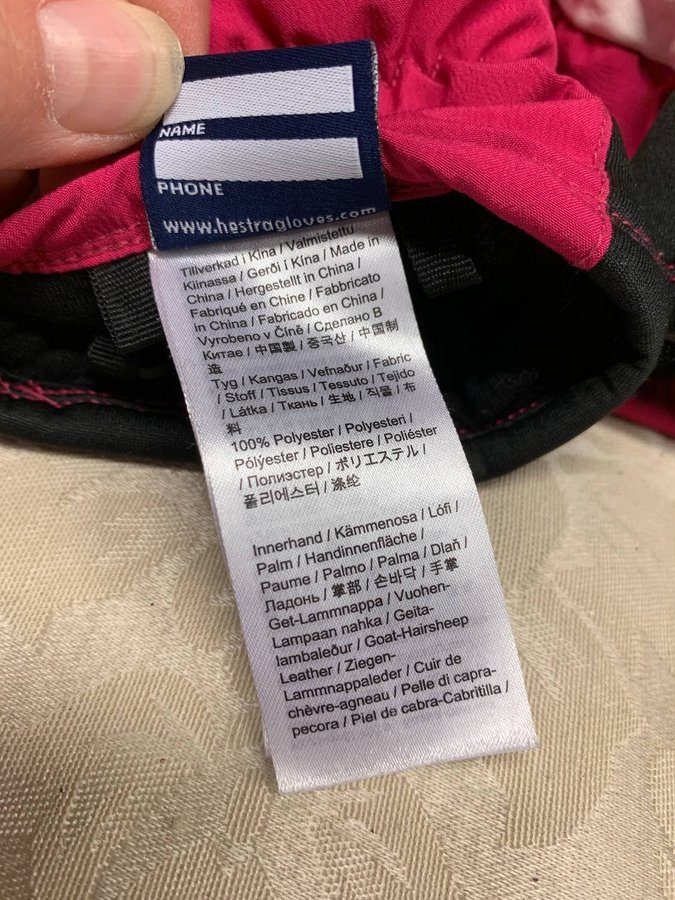 NAME
PHONE
www.hestragloves.com
Tillverkad i Kina / Valmistettu
Kiinassa / Gerði í Kína / Made in
China / Hergestellt in China /
Fabriqué en Chine / Fabbricato
in China / Fabricado en China /
Vyrobeno v Číně / Сделано В
Китае / 中国製 / 중국산 / 中国制
造
Tyg / Kangas / Vefnaður / Fabric
/ Stoff / Tissus / Tessuto / Tejido
/ Látka / Ткань / 生地 / 직물 / 布
料
100% Polyester / Polyesteri /
Pólýester / Poliestere / Poliéster
/ Полиэстер / ポリエステル /
폴리에스터 / 涤纶
Innerhand / Kämmenosa / Lófi /
Palm / Handinnenfläche /
Paume / Palmo / Palma / Dlaň /
Ладонь / 掌部 / 손바닥 / 手掌
Get-Lammnappa / Vuohen-
Lampaan nahka / Geita-
lambaleður / Goat-Hairsheep
Leather / Ziegen-
Lammnappaleder / Cuir de
chèvre-agneau / Pelle di capra-
pecora / Piel de cabra-Cabritilla /